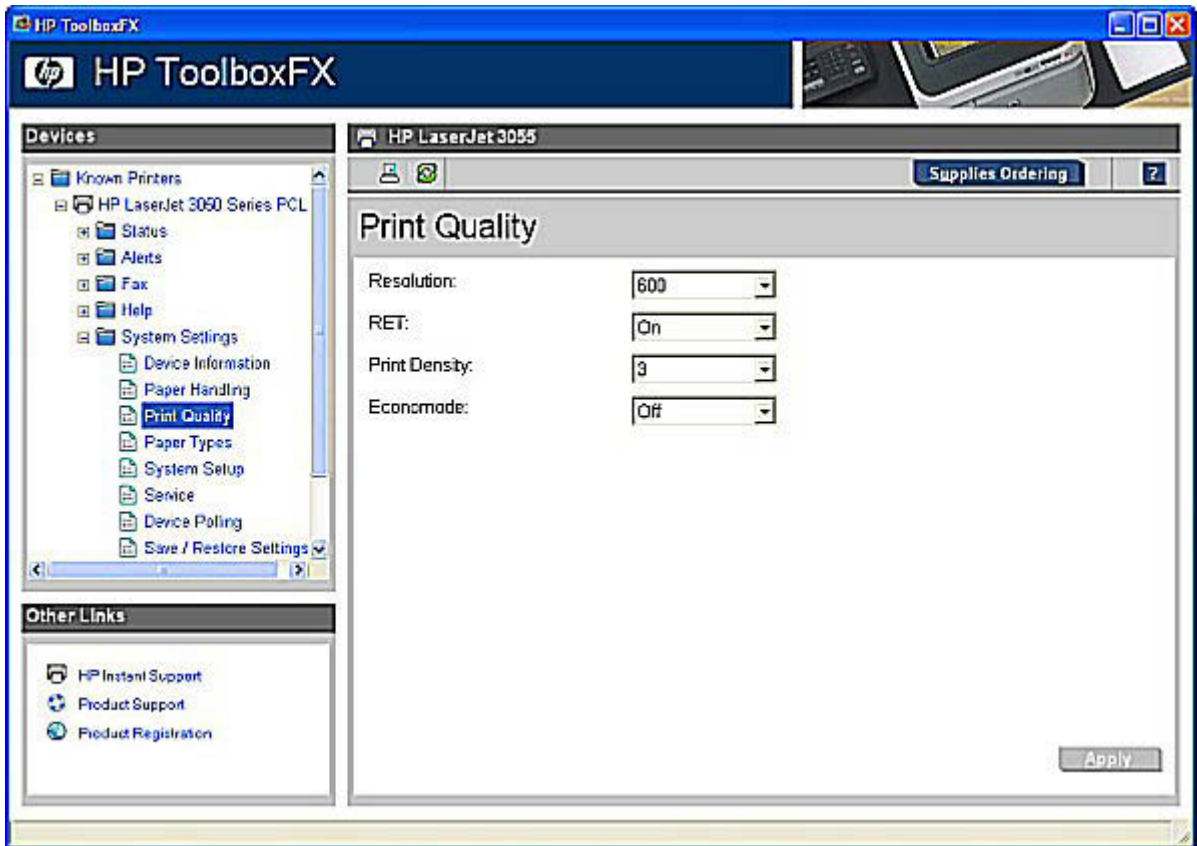 HP ToolboxFX
hp HP ToolboxFX
Devices
Known Printers
HP LaserJet 3050 Series PCL
Status
Alerts
Fax
Help
System Settings
Device Information
Paper Handling
Print Quality
Paper Types
System Setup
Service
Device Polling
Save / Restore Settings
Other Links
HP Instant Support
Product Support
Product Registration
HP LaserJet 3055
Supplies Ordering ?
Print Quality
Resolution: 600
RET: On
Print Density: 3
Economode: Off
Apply